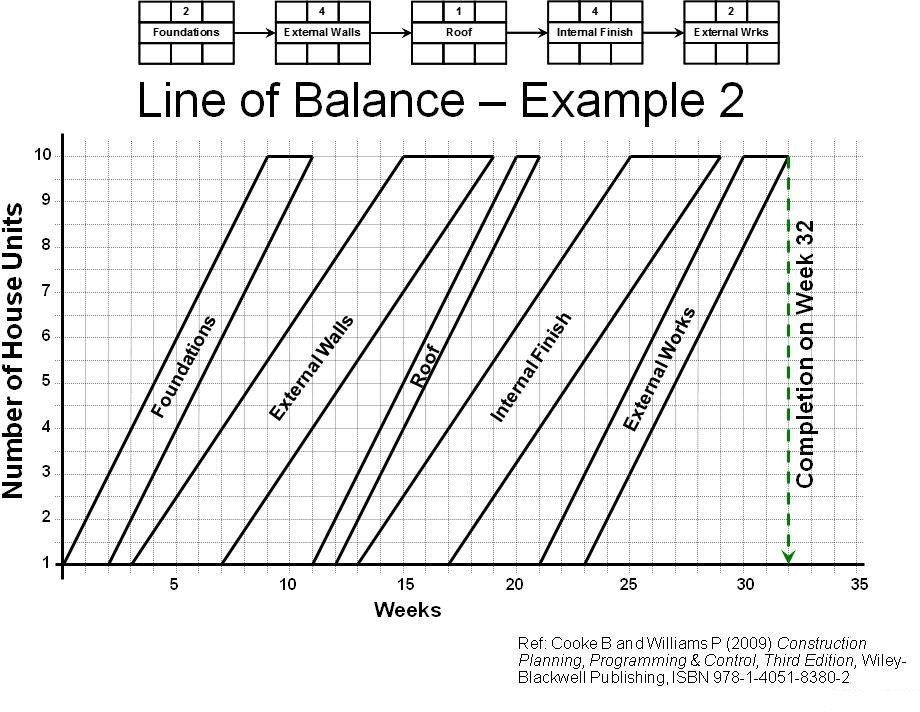 2 4 1 4 2
Foundations External Walls Roof Internal Finish External Wrks
Line of Balance – Example 2
10
9
8
7
6
5
4
3
2
1
Number of House Units
Foundations
External Walls
Roof
Internal Finish
External Works
Completion on Week 32
5 10 15 20 25 30 35
Weeks
Ref: Cooke B and Williams P (2009) Construction
Planning, Programming & Control, Third Edition, Wiley-
Blackwell Publishing, ISBN 978-1-4051-8380-2